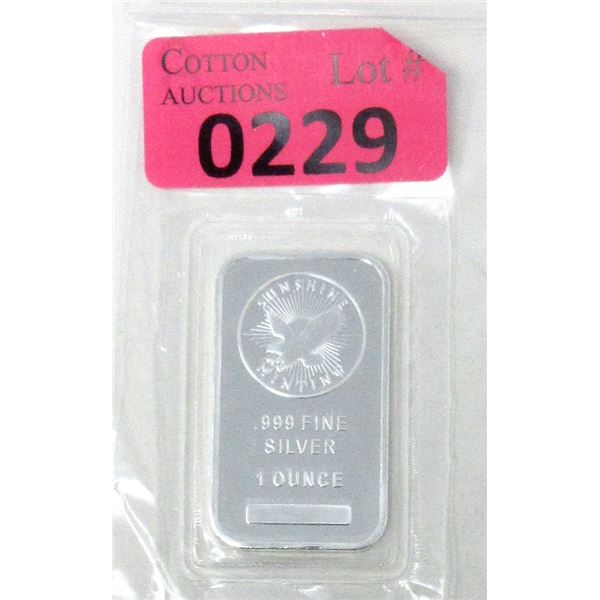 COTTON
AUCTIONS
Lot #
0229
SUNSHINE
MINTING
.999 FINE
SILVER
1 OUNCE